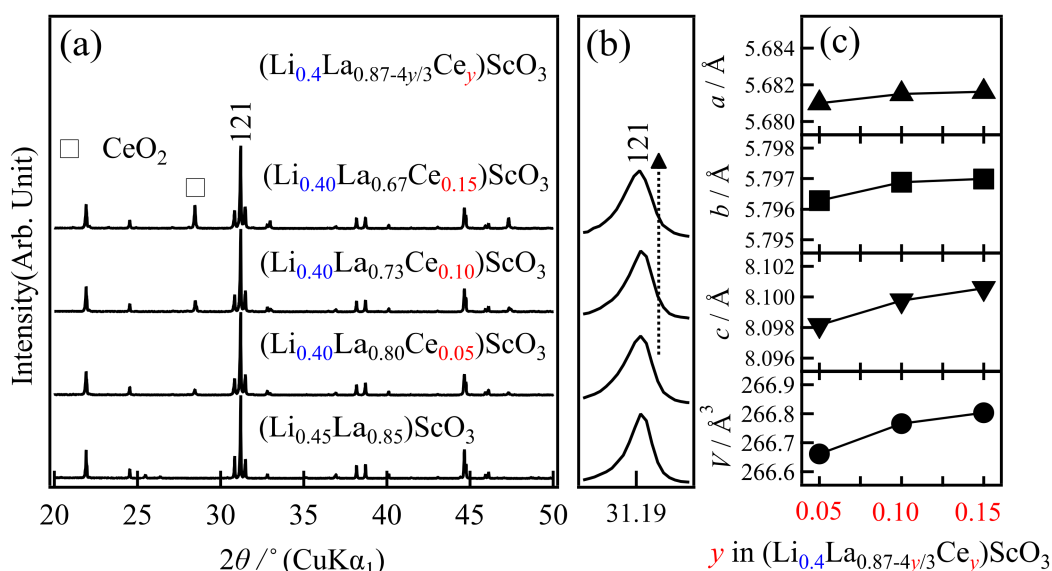 (a)
(Li0.4La0.87-4y/3Cey)ScO3
121
□ CeO2
(Li0.40La0.67Ce0.15)ScO3
(Li0.40La0.73Ce0.10)ScO3
(Li0.40La0.80Ce0.05)ScO3
(Li0.45La0.85)ScO3
Intensity(Arb. Unit)
20 25 30 35 40 45 50
2θ /° (CuKα1)
(b)
121
31.19
(c)
5.684
5.682
5.680
a / Å
5.798
5.797
5.796
5.795
b / Å
8.102
8.100
8.098
8.096
c / Å
266.9
266.8
266.7
266.6
V / Å3
0.05 0.10 0.15
y in (Li0.4La0.87-4y/3Cey)ScO3